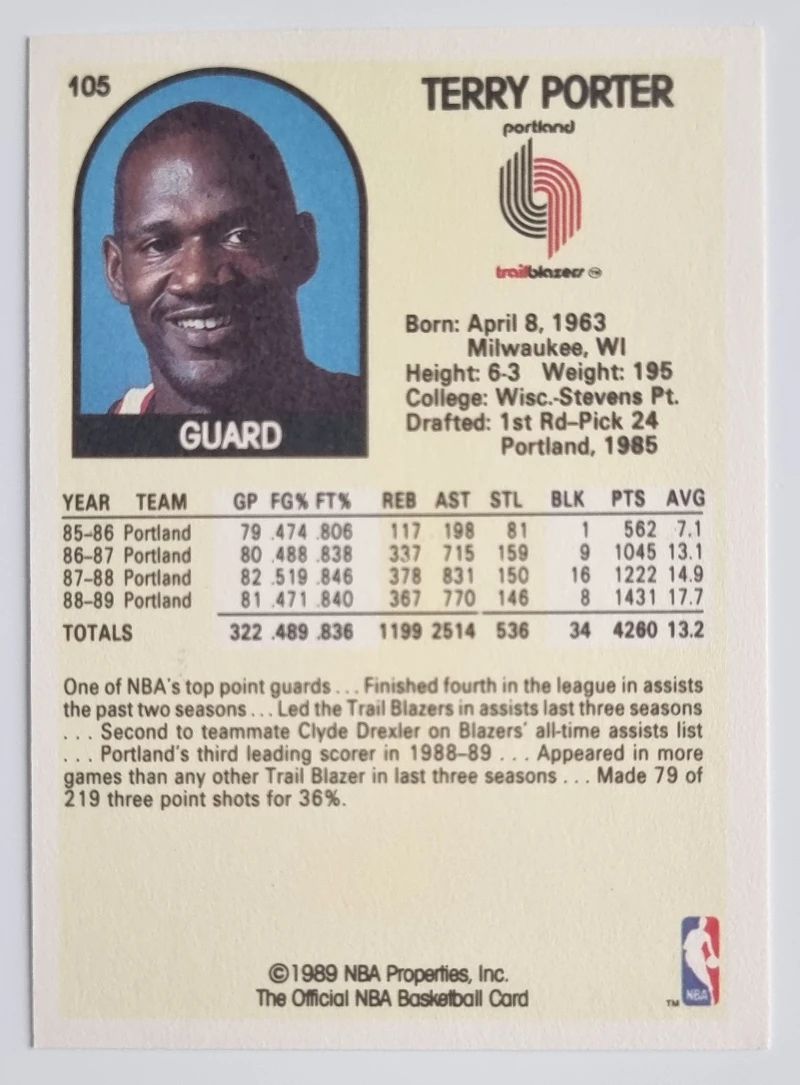 105
TERRY PORTER
portland
trailblazers TM
Born: April 8, 1963
Milwaukee, WI
Height: 6-3 Weight: 195
College: Wisc.-Stevens Pt.
Drafted: 1st Rd–Pick 24
Portland, 1985
GUARD
YEAR TEAM GP FG% FT% REB AST STL BLK PTS AVG
85-86 Portland 79 .474 .806 117 198 81 1 562 7.1
86-87 Portland 80 .488 .838 337 715 159 9 1045 13.1
87-88 Portland 82 .519 .846 378 831 150 16 1222 14.9
88-89 Portland 81 .471 .840 367 770 146 8 1431 17.7
TOTALS 322 .489 .836 1199 2514 536 34 4260 13.2
One of NBA's top point guards . . . Finished fourth in the league in assists
the past two seasons . . . Led the Trail Blazers in assists last three seasons
. . . Second to teammate Clyde Drexler on Blazers' all-time assists list
. . . Portland's third leading scorer in 1988–89 . . . Appeared in more
games than any other Trail Blazer in last three seasons . . . Made 79 of
219 three point shots for 36%.
©1989 NBA Properties, Inc.
The Official NBA Basketball Card
TM NBA